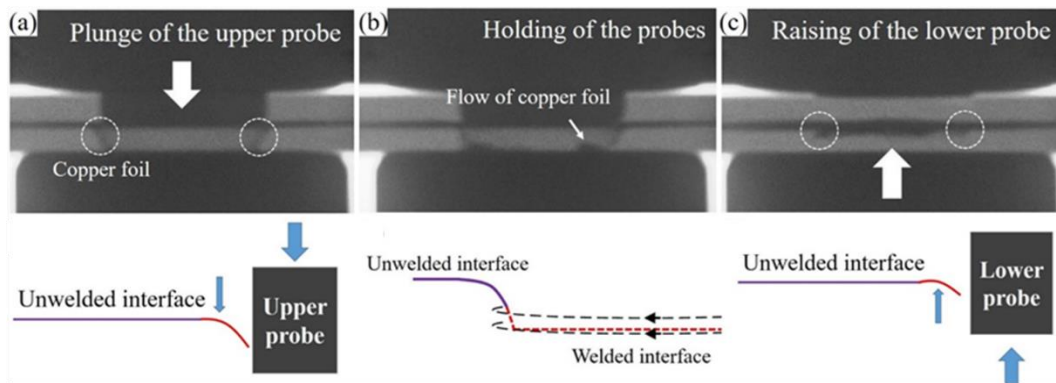 (a)
Plunge of the upper probe
Copper foil
(b)
Holding of the probes
Flow of copper foil
(c)
Raising of the lower probe
Unwelded interface
Upper
probe
Unwelded interface
Welded interface
Unwelded interface
Lower
probe